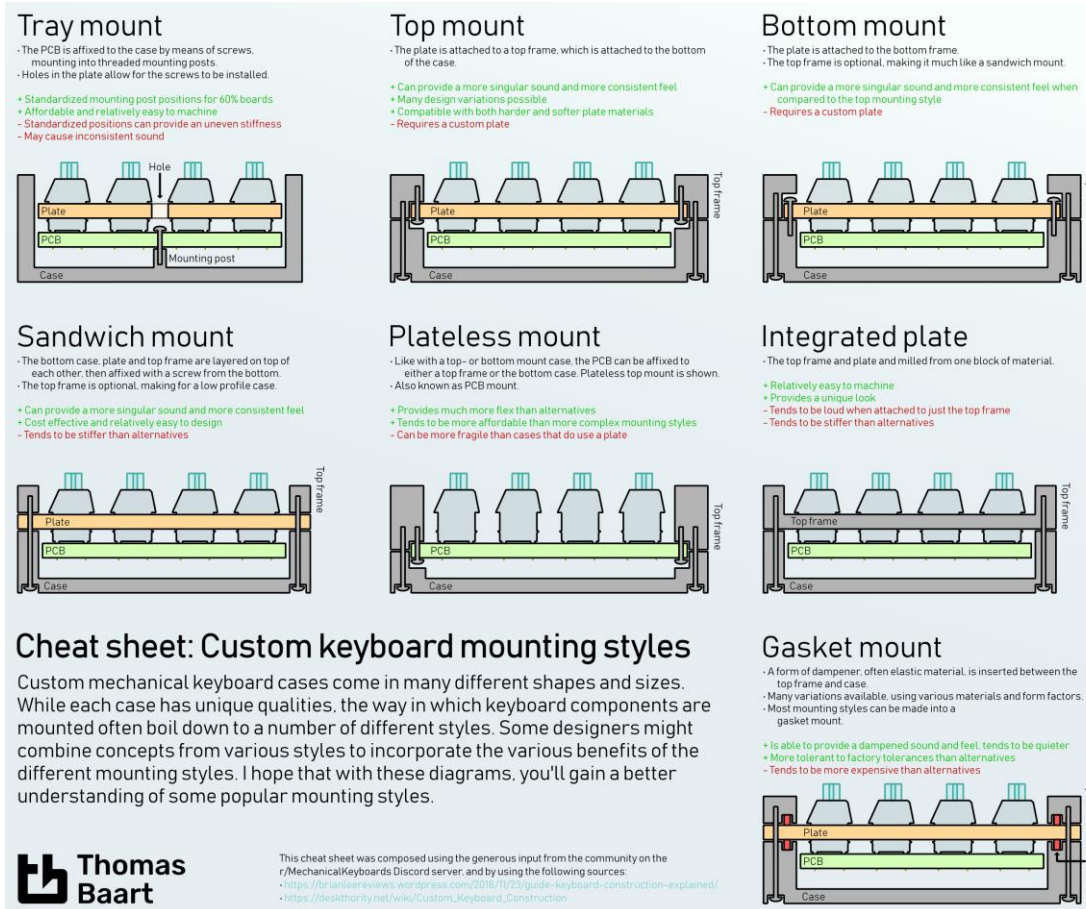 Tray mount
· The PCB is affixed to the case by means of screws,
mounting into threaded mounting posts.
· Holes in the plate allow for the screws to be installed.
+ Standardized mounting post positions for 60% boards
+ Affordable and relatively easy to machine
– Standardized positions can provide an uneven stiffness
– May cause inconsistent sound
Hole
Plate
PCB
Mounting post
Case
Top mount
· The plate is attached to a top frame, which is attached to the bottom
of the case.
+ Can provide a more singular sound and more consistent feel
+ Many design variations possible
+ Compatible with both harder and softer plate materials
– Requires a custom plate
Top frame
Plate
PCB
Case
Bottom mount
· The plate is attached to the bottom frame.
· The top frame is optional, making it much like a sandwich mount.
+ Can provide a more singular sound and more consistent feel when
compared to the top mounting style
– Requires a custom plate
Plate
PCB
Case
Sandwich mount
· The bottom case, plate and top frame are layered on top of
each other, then affixed with a screw from the bottom.
· The top frame is optional, making for a low profile case.
+ Can provide a more singular sound and more consistent feel
+ Cost effective and relatively easy to design
– Tends to be stiffer than alternatives
Top frame
Plate
PCB
Case
Plateless mount
· Like with a top– or bottom mount case, the PCB can be affixed to
either a top frame or the bottom case. Plateless top mount is shown.
· Also known as PCB mount.
+ Provides much more flex than alternatives
+ Tends to be more affordable than more complex mounting styles
– Can be more fragile than cases that do use a plate
Top frame
PCB
Case
Integrated plate
· The top frame and plate and milled from one block of material.
+ Relatively easy to machine
+ Provides a unique look
– Tends to be loud when attached to just the top frame
– Tends to be stiffer than alternatives
Top frame
Top frame
PCB
Case
Cheat sheet: Custom keyboard mounting styles
Custom mechanical keyboard cases come in many different shapes and sizes.
While each case has unique qualities, the way in which keyboard components are
mounted often boil down to a number of different styles. Some designers might
combine concepts from various styles to incorporate the various benefits of the
different mounting styles. I hope that with these diagrams, you'll gain a better
understanding of some popular mounting styles.
Gasket mount
· A form of dampener, often elastic material, is inserted between the
top frame and case.
· Many variations available, using various materials and form factors.
· Most mounting styles can be made into a
gasket mount.
+ Is able to provide a dampened sound and feel, tends to be quieter
+ More tolerant to factory tolerances than alternatives
– Tends to be more expensive than alternatives
Plate
PCB
Case
tb Thomas
Baart
This cheat sheet was composed using the generous input from the community on the
r/MechanicalKeyboards Discord server, and by using the following sources:
· https://brianleereviews.wordpress.com/2018/11/23/guide-keyboard-construction-explained/
· https://deskthority.net/wiki/Custom_Keyboard_Construction